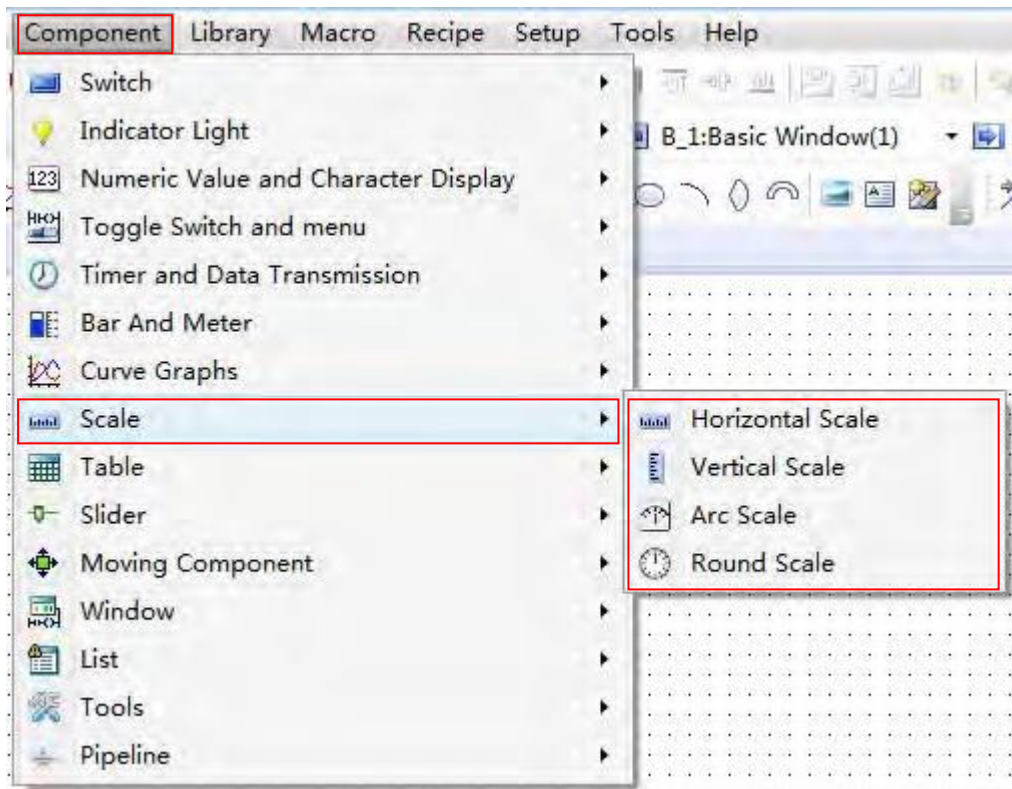 Component Library Macro Recipe Setup Tools Help
Switch
Indicator Light
B_1:Basic Window(1)
123 Numeric Value and Character Display
Toggle Switch and menu
Timer and Data Transmission
Bar And Meter
Curve Graphs
Scale
Horizontal Scale
Table
Vertical Scale
Slider
Arc Scale
Moving Component
Round Scale
Window
List
Tools
Pipeline